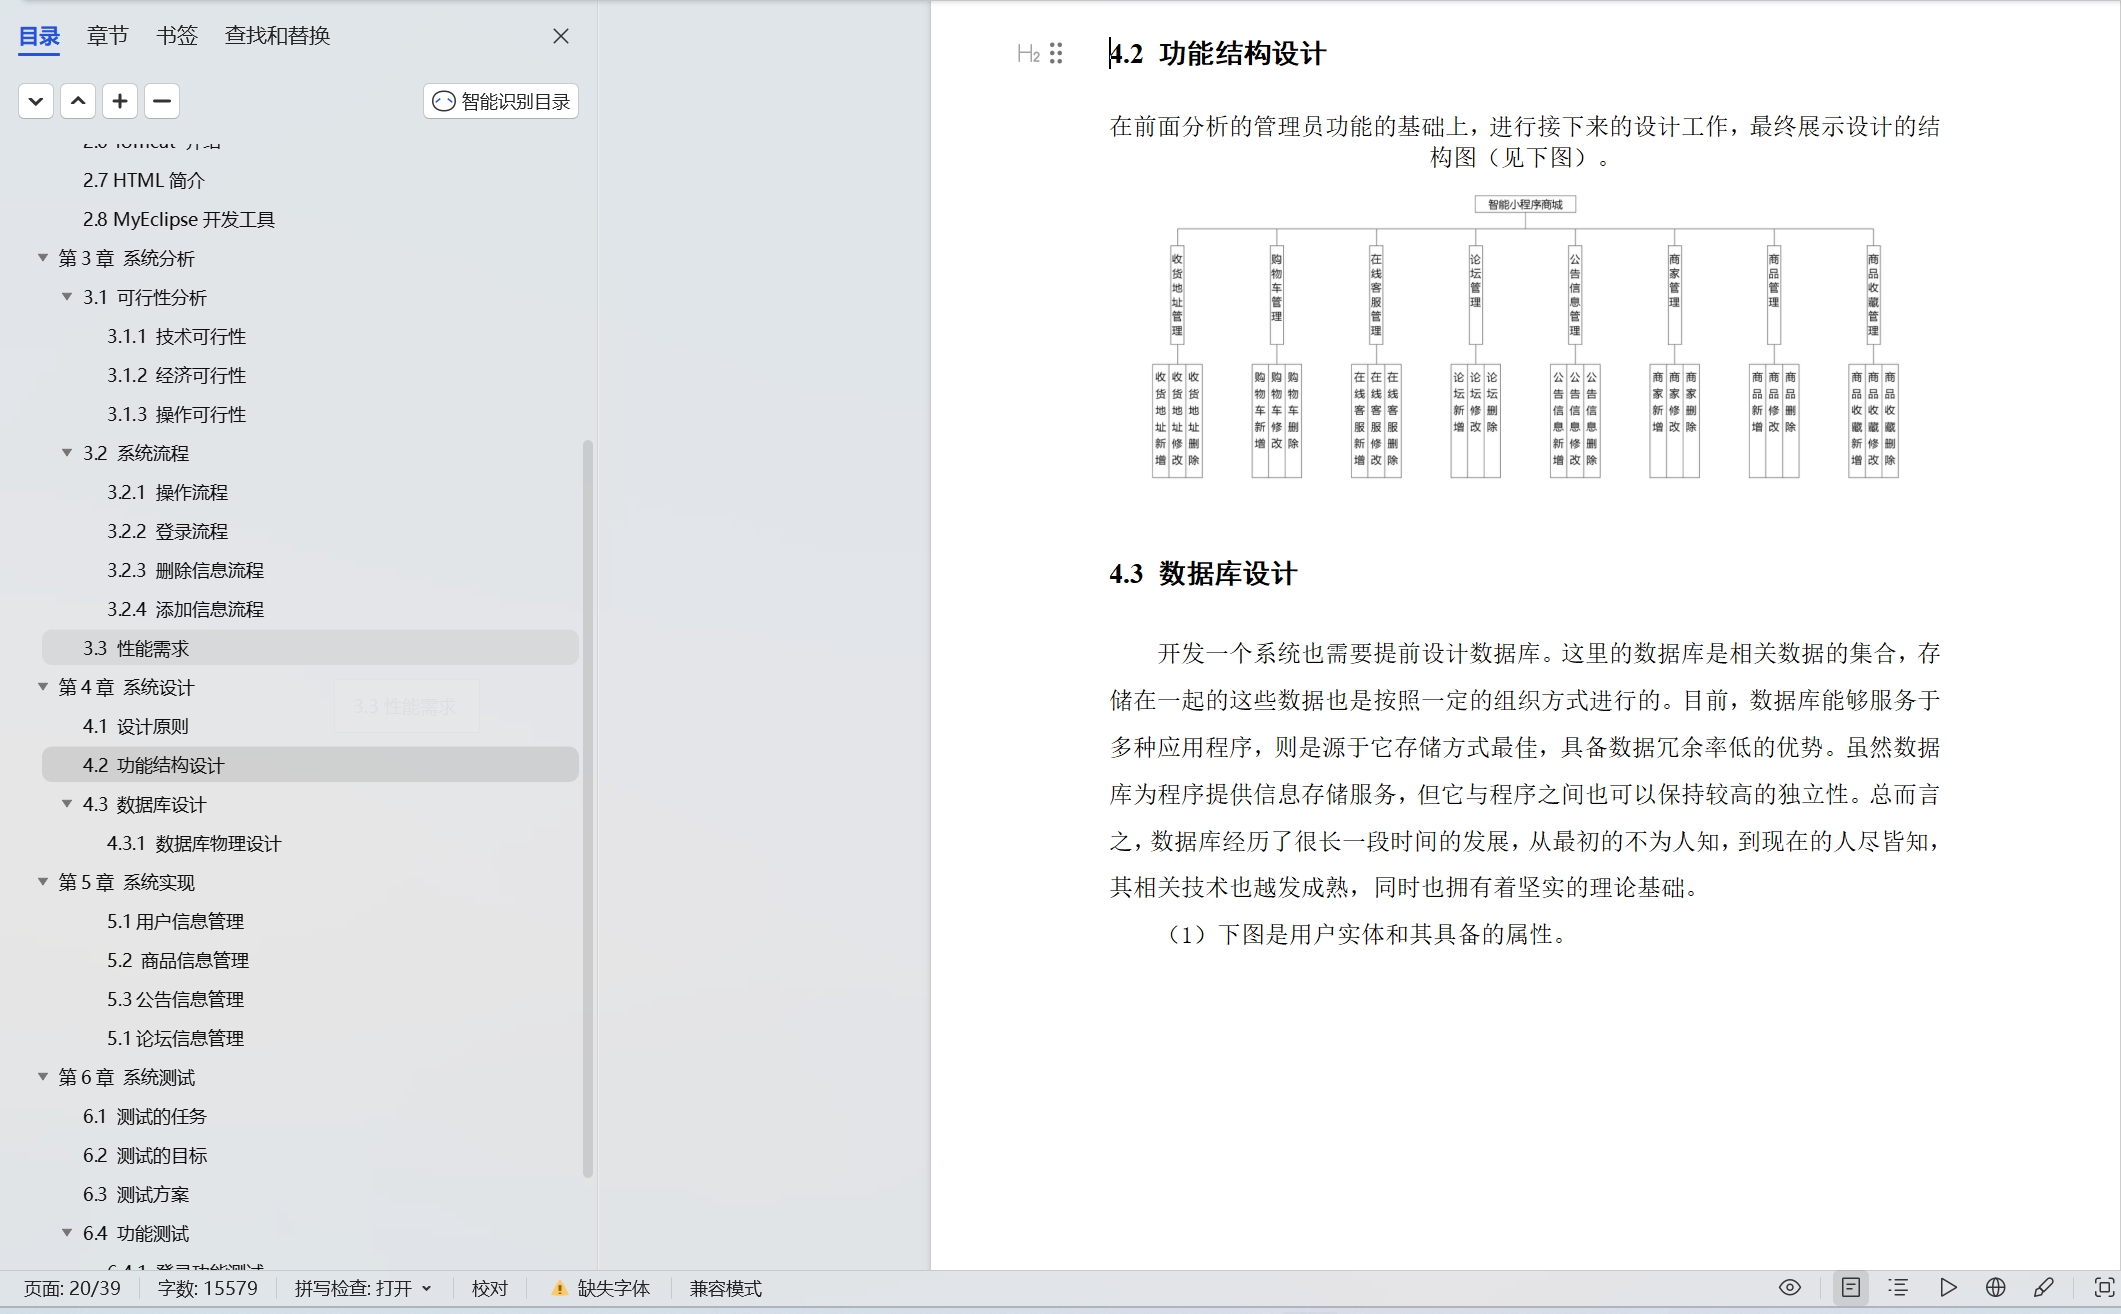 目录 章节 书签 查找和替换
智能识别目录
2.7 HTML 简介
2.8 MyEclipse 开发工具
第 3 章 系统分析
3.1 可行性分析
3.1.1 技术可行性
3.1.2 经济可行性
3.1.3 操作可行性
3.2 系统流程
3.2.1 操作流程
3.2.2 登录流程
3.2.3 删除信息流程
3.2.4 添加信息流程
3.3 性能需求
第 4 章 系统设计
3.3 性能需求
4.1 设计原则
4.2 功能结构设计
4.3 数据库设计
4.3.1 数据库物理设计
第 5 章 系统实现
5.1 用户信息管理
5.2 商品信息管理
5.3 公告信息管理
5.1 论坛信息管理
第 6 章 系统测试
6.1 测试的任务
6.2 测试的目标
6.3 测试方案
6.4 功能测试
H2
4.2 功能结构设计
在前面分析的管理员功能的基础上，进行接下来的设计工作，最终展示设计的结
构图（见下图）。
智能小程序商城
收货地址管理
购物车管理
在线客服管理
论坛管理
公告信息管理
商家管理
商品管理
商品收藏管理
收货地址新增
收货地址修改
收货地址删除
购物车新增
购物车修改
购物车删除
在线客服新增
在线客服修改
在线客服删除
论坛新增
论坛修改
论坛删除
公告信息新增
公告信息修改
公告信息删除
商家新增
商家修改
商家删除
商品新增
商品修改
商品删除
商品收藏新增
商品收藏修改
商品收藏删除
4.3 数据库设计
开发一个系统也需要提前设计数据库。这里的数据库是相关数据的集合，存
储在一起的这些数据也是按照一定的组织方式进行的。目前，数据库能够服务于
多种应用程序，则是源于它存储方式最佳，具备数据冗余率低的优势。虽然数据
库为程序提供信息存储服务，但它与程序之间也可以保持较高的独立性。总而言
之，数据库经历了很长一段时间的发展，从最初的不为人知，到现在的人尽皆知，
其相关技术也越发成熟，同时也拥有着坚实的理论基础。
（1）下图是用户实体和其具备的属性。
页面: 20/39 字数: 15579 拼写检查: 打开 校对 缺失字体 兼容模式